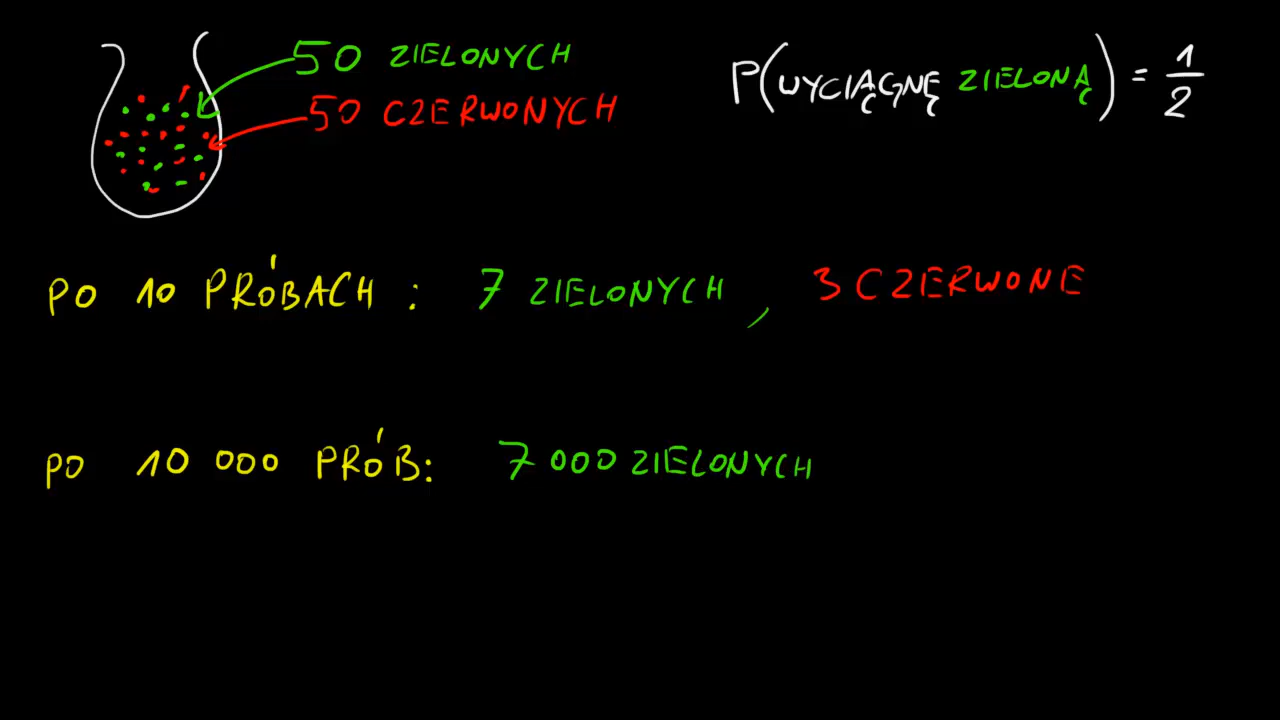 50 ZIELONYCH
50 CZERWONYCH
P(WYCIĄGNĘ ZIELONĄ) = 1/2
PO 10 PRÓBACH: 7 ZIELONYCH, 3 CZERWONE
PO 10 000 PRÓB: 7 000 ZIELONYCH